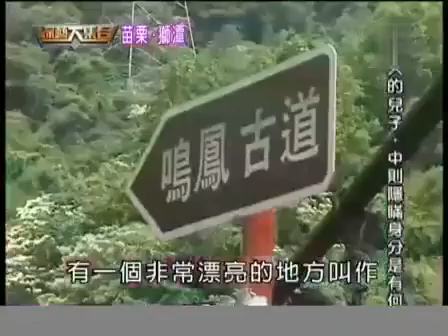 苗栗·獅潭
鳴鳳古道
的兒子，中則隱瞞身分是有何
有一個非常漂亮的地方叫作